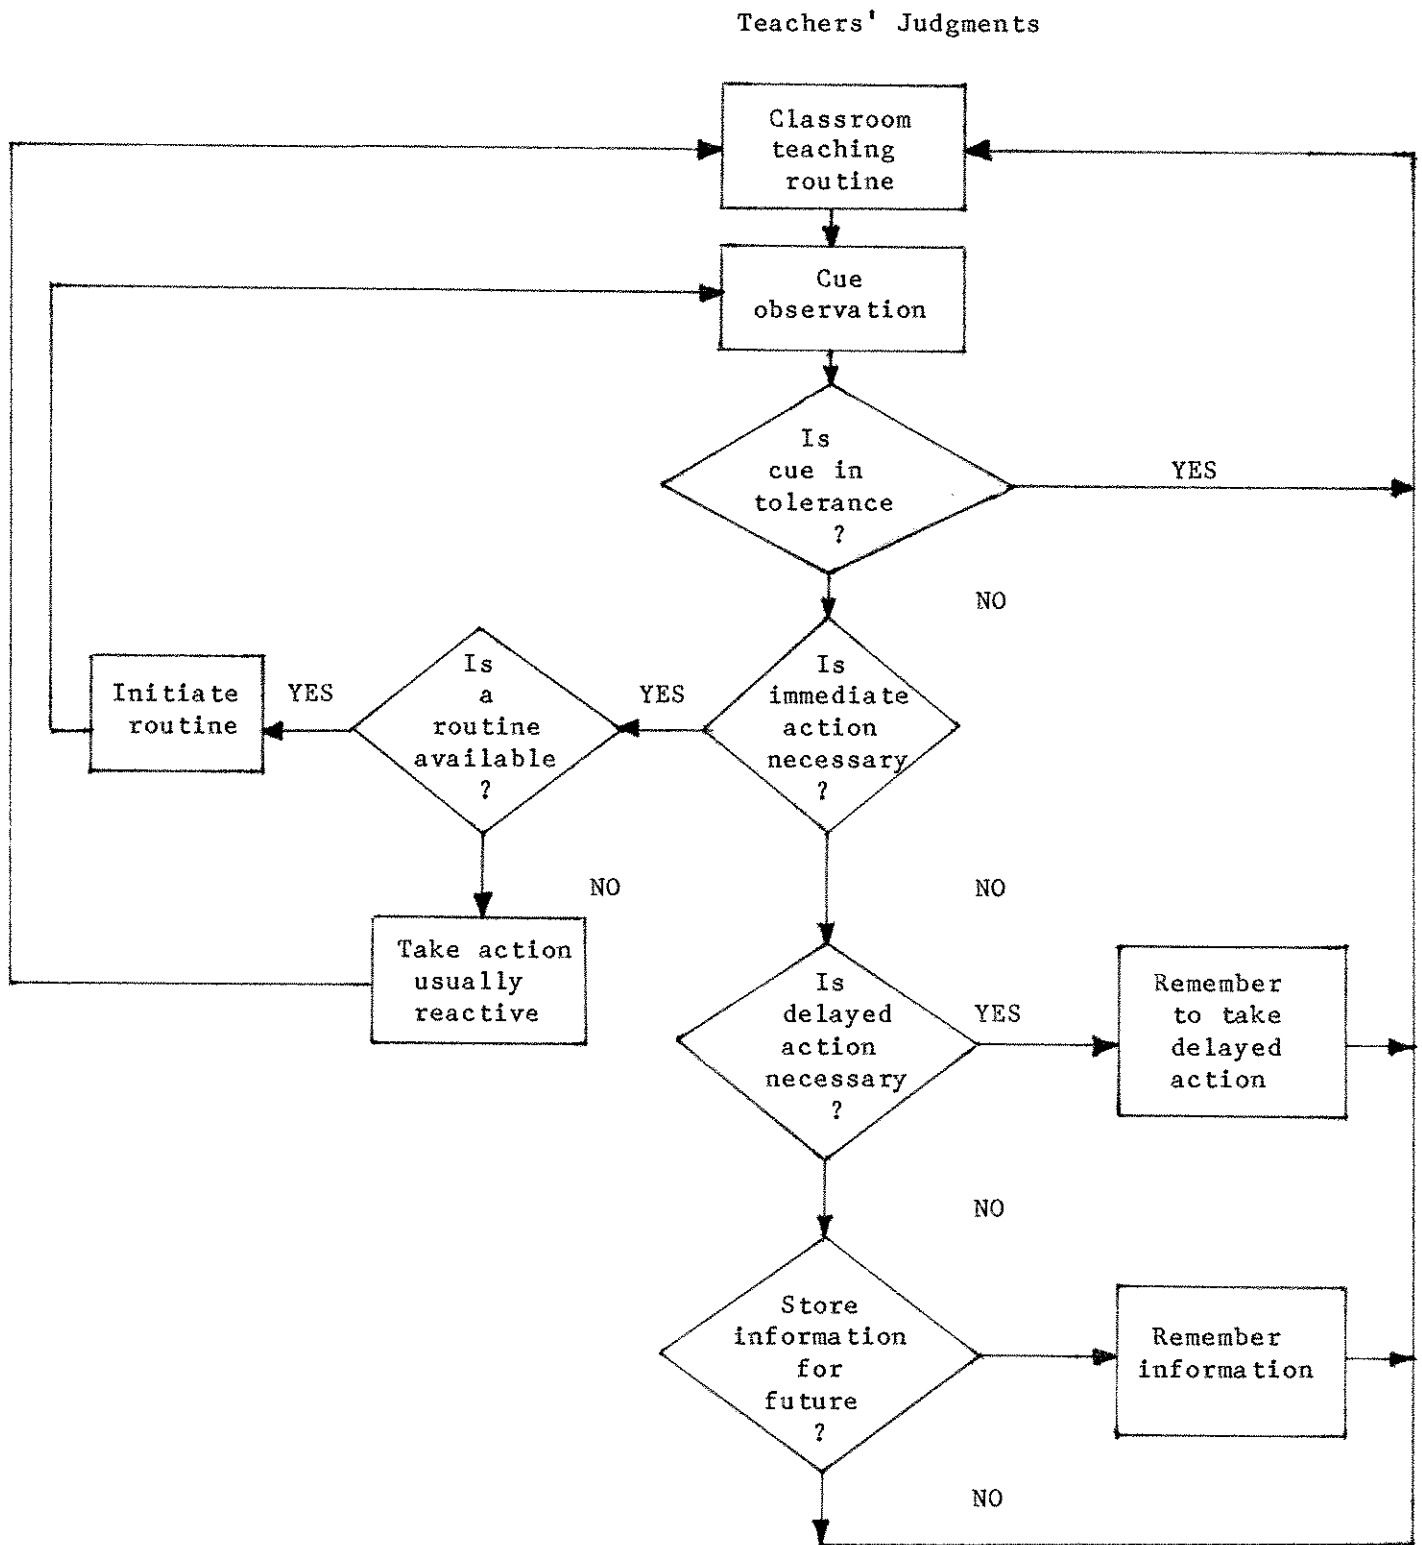 Teachers' Judgments
Classroom
teaching
routine
Cue
observation
Is
cue in
tolerance
?
YES
NO
Is
immediate
action
necessary
?
YES
Is
a
routine
available
?
YES
Initiate
routine
NO
Take action
usually
reactive
NO
Is
delayed
action
necessary
?
YES
Remember
to take
delayed
action
NO
Store
information
for
future
?
Remember
information
NO